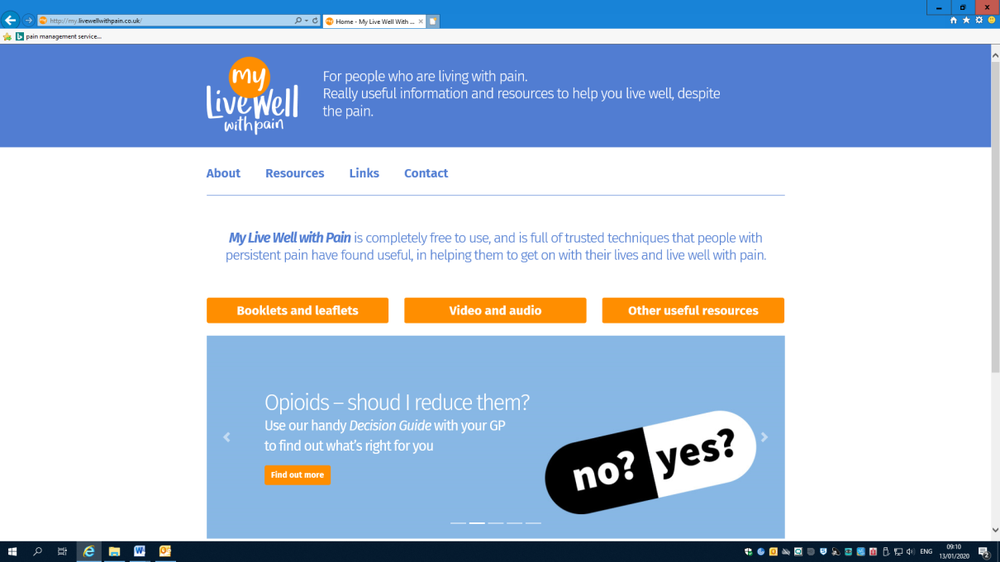 http://my.livewellwithpain.co.uk/
Home - My Live Well With ...
pain management service...
my
Live Well
with pain
For people who are living with pain.
Really useful information and resources to help you live well, despite
the pain.
About Resources Links Contact
My Live Well with Pain is completely free to use, and is full of trusted techniques that people with
persistent pain have found useful, in helping them to get on with their lives and live well with pain.
Booklets and leaflets Video and audio Other useful resources
Opioids – shoud I reduce them?
Use our handy Decision Guide with your GP
to find out what's right for you
Find out more
no? yes?
ENG
09:10
13/01/2020
2